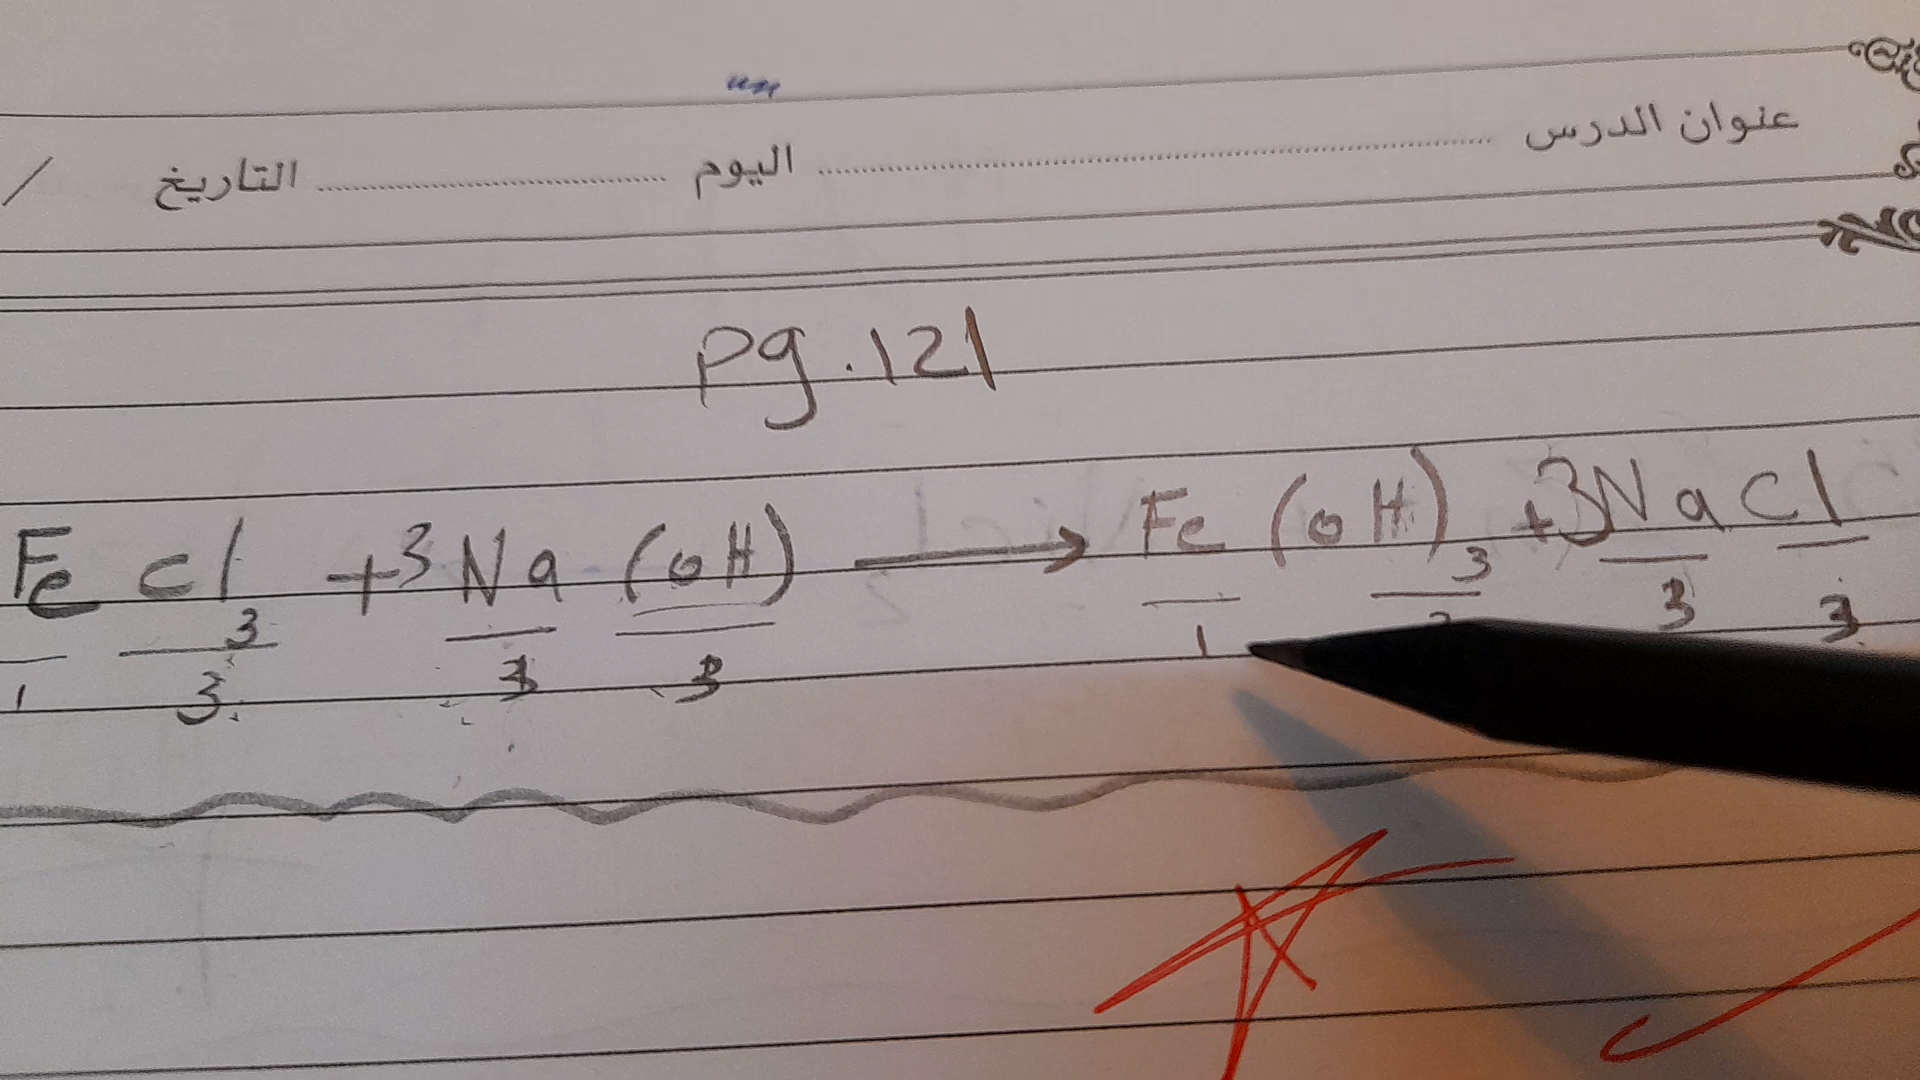 عنوان الدرس ........ اليوم ........ التاريخ /
pg.121
Fe Cl3 +3Na (OH) → Fe (OH)3 +3NaCl
1 3 3 3 1 3 3